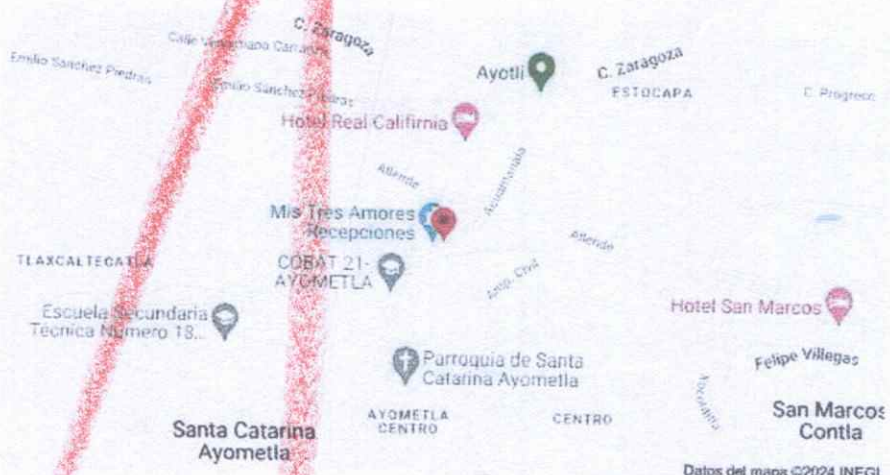 C. Zaragoza
Emilio Sánchez Piedras
Emilio Sánchez Piedras
Ayotli
C. Zaragoza
ESTOCAPA
C. Progreso
Hotel Real Califirnia
Allende
Mis Tres Amores
Recepciones
Allende
TLAXCALTECATLA
COBAT 21-
AYOMETLA
Escuela Secundaria
Técnica Número 18...
Hotel San Marcos
Parroquia de Santa
Catarina Ayometla
Felipe Villegas
AYOMETLA
CENTRO
CENTRO
Santa Catarina
Ayometla
San Marcos
Contla
Datos del mapa ©2024 INEGI